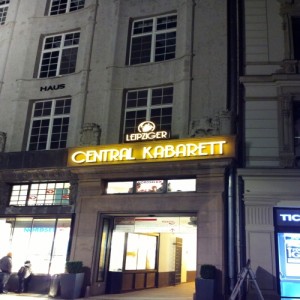 HAUS
LEIPZIGER
CENTRAL KABARETT
TIC